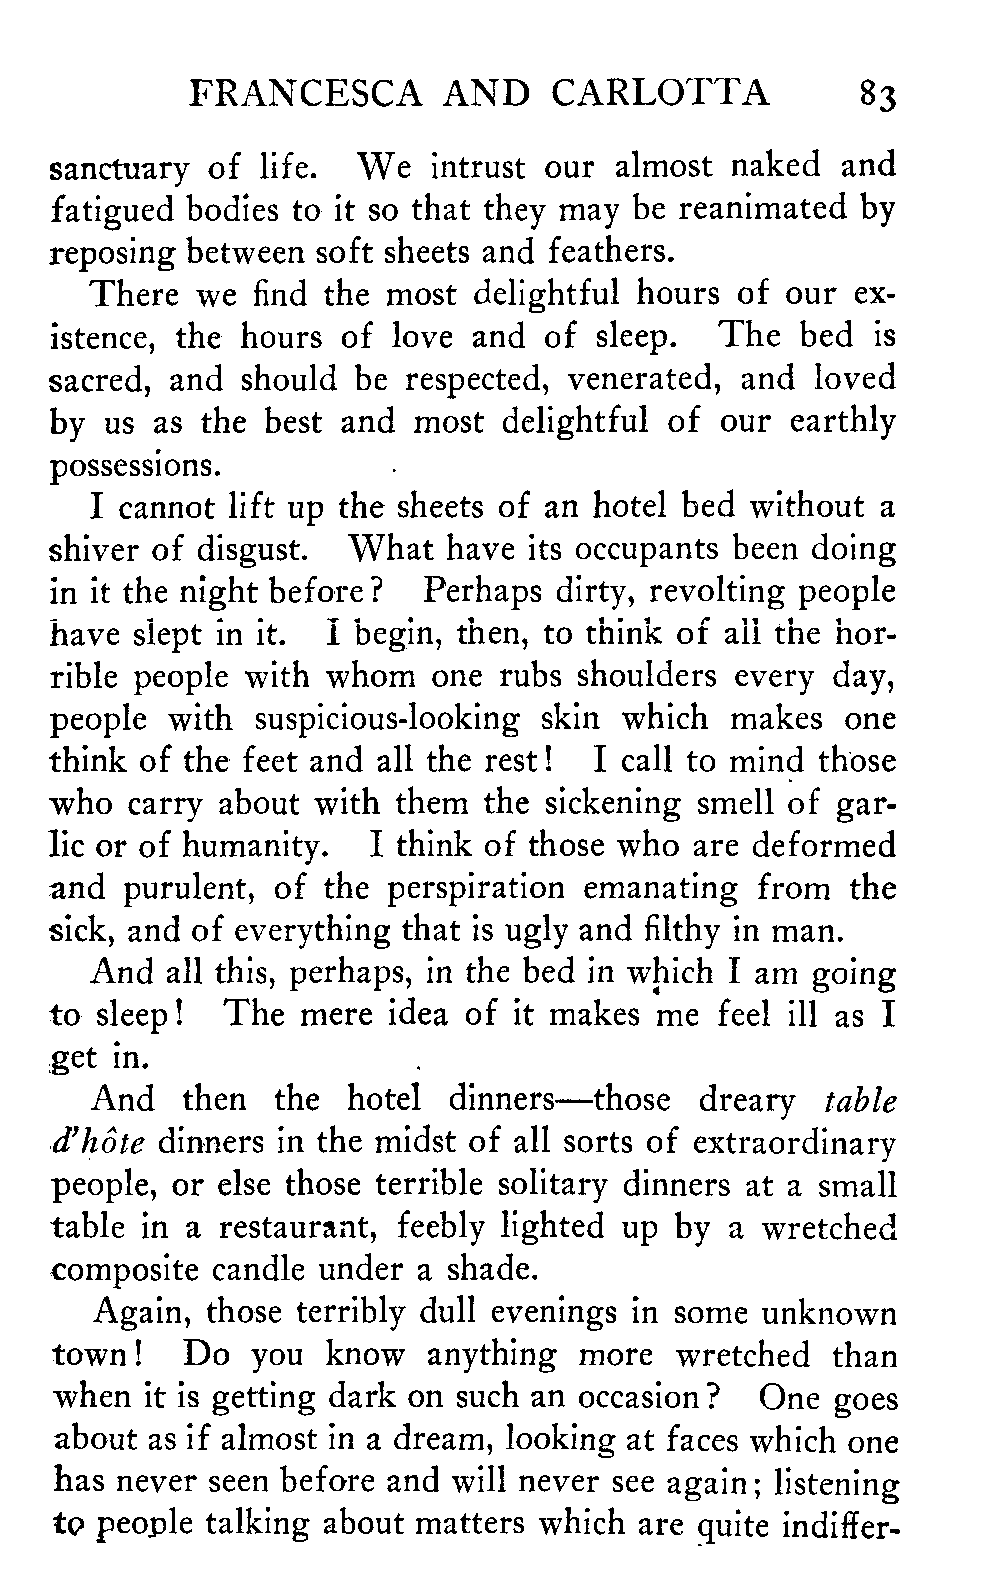 FRANCESCA AND CARLOTTA 83
sanctuary of life. We intrust our almost naked and
fatigued bodies to it so that they may be reanimated by
reposing between soft sheets and feathers.
There we find the most delightful hours of our ex-
istence, the hours of love and of sleep. The bed is
sacred, and should be respected, venerated, and loved
by us as the best and most delightful of our earthly
possessions.
I cannot lift up the sheets of an hotel bed without a
shiver of disgust. What have its occupants been doing
in it the night before? Perhaps dirty, revolting people
have slept in it. I begin, then, to think of all the hor-
rible people with whom one rubs shoulders every day,
people with suspicious-looking skin which makes one
think of the feet and all the rest! I call to mind those
who carry about with them the sickening smell of gar-
lic or of humanity. I think of those who are deformed
and purulent, of the perspiration emanating from the
sick, and of everything that is ugly and filthy in man.
And all this, perhaps, in the bed in which I am going
to sleep! The mere idea of it makes me feel ill as I
get in.
And then the hotel dinners—those dreary table
d'hôte dinners in the midst of all sorts of extraordinary
people, or else those terrible solitary dinners at a small
table in a restaurant, feebly lighted up by a wretched
composite candle under a shade.
Again, those terribly dull evenings in some unknown
town! Do you know anything more wretched than
when it is getting dark on such an occasion? One goes
about as if almost in a dream, looking at faces which one
has never seen before and will never see again; listening
to people talking about matters which are quite indiffer-